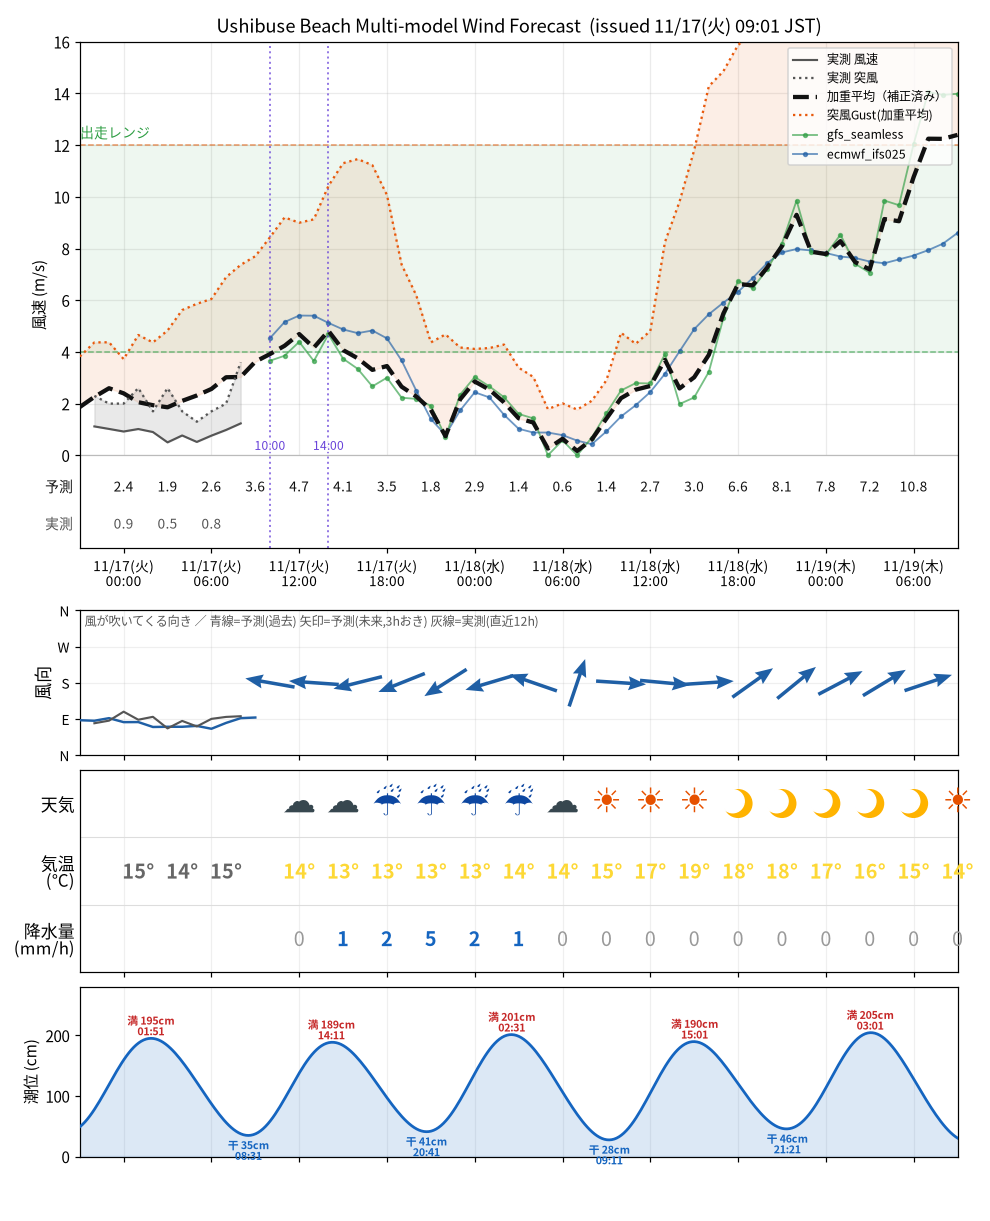 Ushibuse Beach Multi-model Wind Forecast (issued 11/17(火) 09:01 JST)
16
14
12
10
8
6
4
2
0
風速 (m/s)
出走レンジ
実測 風速
実測 突風
加重平均（補正済み）
突風Gust(加重平均)
gfs_seamless
ecmwf_ifs025
10:00 14:00
予測 2.4 1.9 2.6 3.6 4.7 4.1 3.5 1.8 2.9 1.4 0.6 1.4 2.7 3.0 6.6 8.1 7.8 7.2 10.8
実測 0.9 0.5 0.8
11/17(火) 11/17(火) 11/17(火) 11/17(火) 11/18(水) 11/18(水) 11/18(水) 11/18(水) 11/19(木) 11/19(木)
00:00 06:00 12:00 18:00 00:00 06:00 12:00 18:00 00:00 06:00
風が吹いてくる向き ／ 青線=予測(過去) 矢印=予測(未来,3hおき) 灰線=実測(直近12h)
N
W
S
E
N
風向
天気
気温
(℃)
15° 14° 15° 14° 13° 13° 13° 13° 14° 14° 15° 17° 19° 18° 18° 17° 16° 15° 14°
降水量
(mm/h)
0 1 2 5 2 1 0 0 0 0 0 0 0 0 0 0
潮位 (cm)
200
100
0
満 195cm
01:51
満 189cm
14:11
満 201cm
02:31
満 190cm
15:01
満 205cm
03:01
干 35cm
08:31
干 41cm
20:41
干 28cm
09:11
干 46cm
21:21